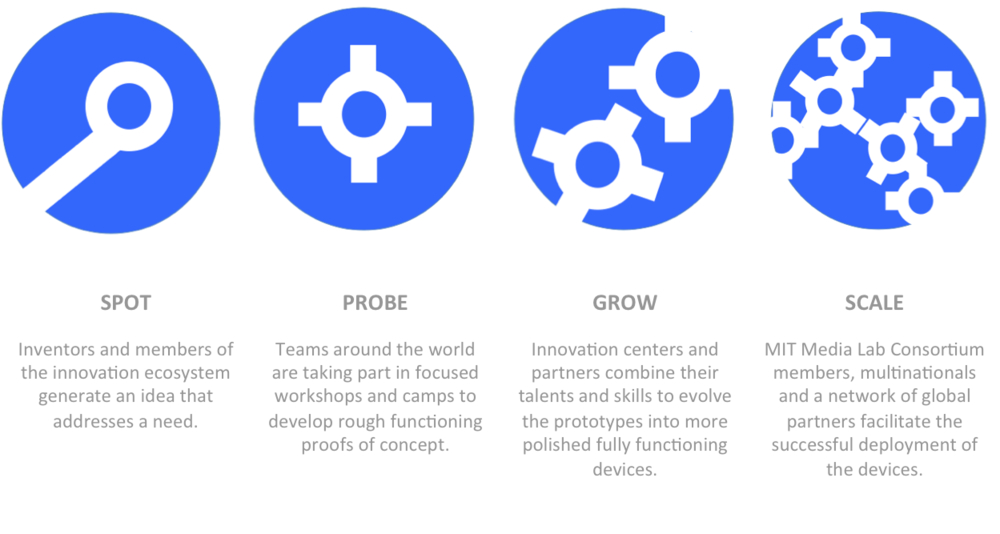 SPOT
Inventors and members of
the innovation ecosystem
generate an idea that
addresses a need.
PROBE
Teams around the world
are taking part in focused
workshops and camps to
develop rough functioning
proofs of concept.
GROW
Innovation centers and
partners combine their
talents and skills to evolve
the prototypes into more
polished fully functioning
devices.
SCALE
MIT Media Lab Consortium
members, multinationals
and a network of global
partners facilitate the
successful deployment of
the devices.